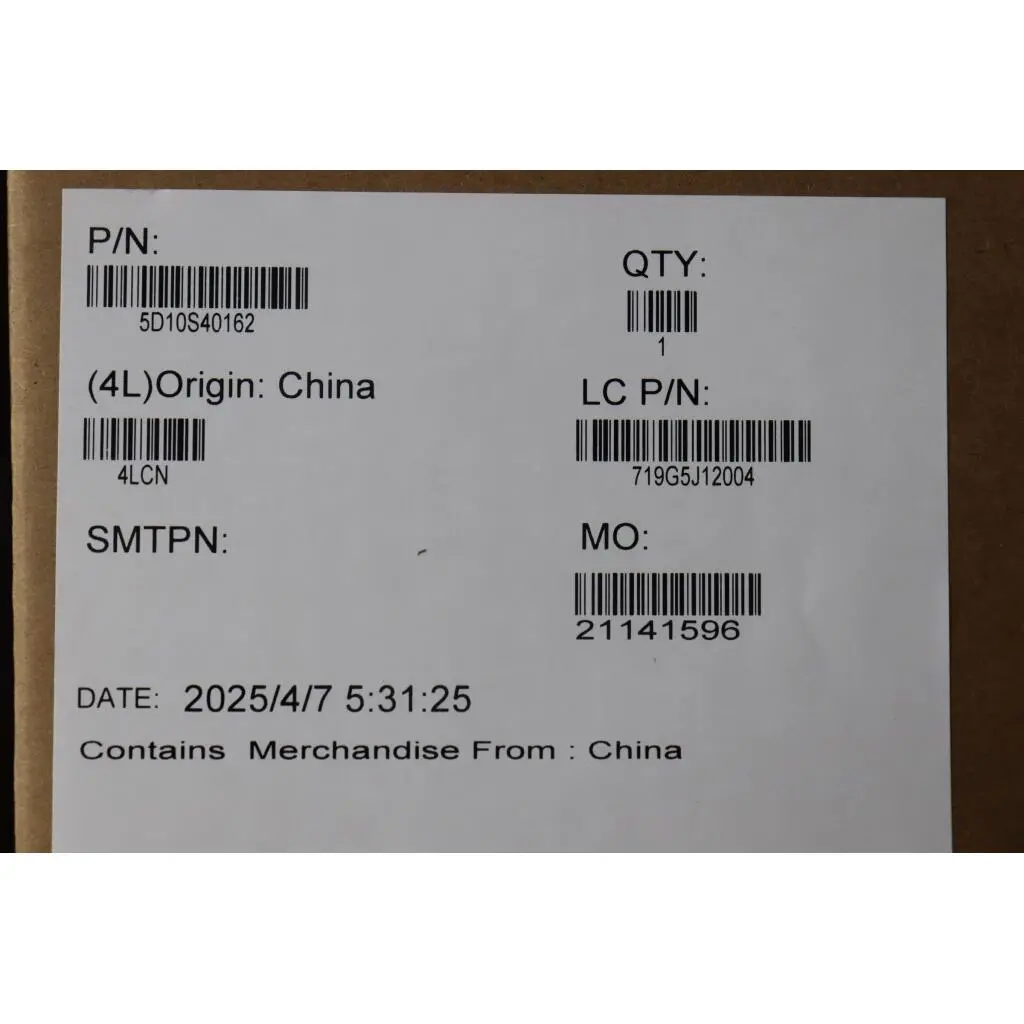 P/N:
5D10S40162
QTY:
1
(4L)Origin: China
4LCN
LC P/N:
719G5J12004
SMTPN:
MO:
21141596
DATE: 2025/4/7 5:31:25
Contains Merchandise From : China